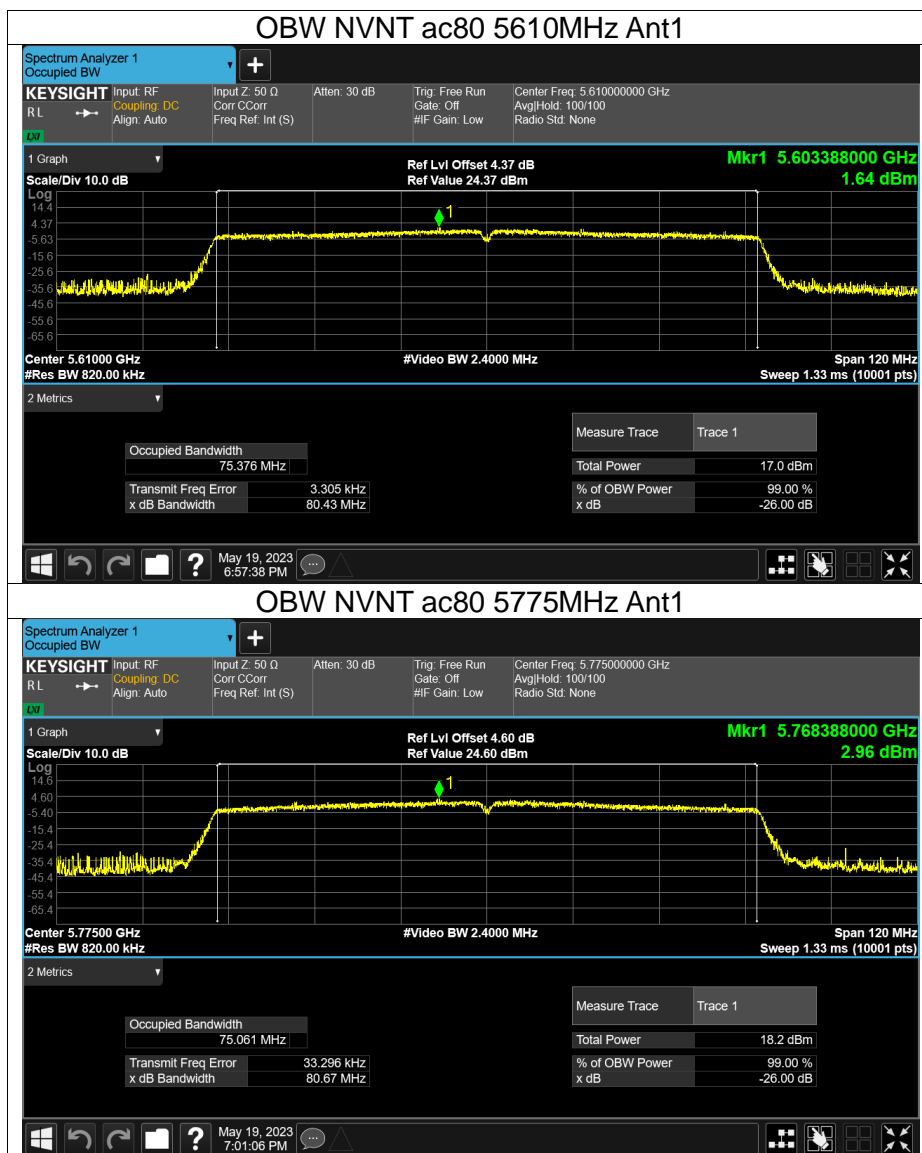 OBW NVNT ac80 5610MHz Ant1
Spectrum Analyzer 1
Occupied BW
KEYSIGHT Input: RF Input Z: 50 Ω Atten: 30 dB Trig: Free Run Center Freq: 5.610000000 GHz
R L Coupling: DC Corr CCorr Gate: Off Avg|Hold: 100/100
Align: Auto Freq Ref: Int (S) #IF Gain: Low Radio Std: None
LXI
1 Graph Ref Lvl Offset 4.37 dB Mkr1 5.603388000 GHz
Scale/Div 10.0 dB Ref Value 24.37 dBm 1.64 dBm
Log
14.4
1
4.37
-5.63
-15.6
-25.6
-35.6
-45.6
-55.6
-65.6
Center 5.61000 GHz #Video BW 2.4000 MHz Span 120 MHz
#Res BW 820.00 kHz Sweep 1.33 ms (10001 pts)
2 Metrics
Measure Trace Trace 1
Occupied Bandwidth
75.376 MHz Total Power 17.0 dBm
Transmit Freq Error 3.305 kHz % of OBW Power 99.00 %
x dB Bandwidth 80.43 MHz x dB -26.00 dB
? May 19, 2023
6:57:38 PM
OBW NVNT ac80 5775MHz Ant1
Spectrum Analyzer 1
Occupied BW
KEYSIGHT Input: RF Input Z: 50 Ω Atten: 30 dB Trig: Free Run Center Freq: 5.775000000 GHz
R L Coupling: DC Corr CCorr Gate: Off Avg|Hold: 100/100
Align: Auto Freq Ref: Int (S) #IF Gain: Low Radio Std: None
LXI
1 Graph Ref Lvl Offset 4.60 dB Mkr1 5.768388000 GHz
Scale/Div 10.0 dB Ref Value 24.60 dBm 2.96 dBm
Log
14.6
1
4.60
-5.40
-15.4
-25.4
-35.4
-45.4
-55.4
-65.4
Center 5.77500 GHz #Video BW 2.4000 MHz Span 120 MHz
#Res BW 820.00 kHz Sweep 1.33 ms (10001 pts)
2 Metrics
Measure Trace Trace 1
Occupied Bandwidth
75.061 MHz Total Power 18.2 dBm
Transmit Freq Error 33.296 kHz % of OBW Power 99.00 %
x dB Bandwidth 80.67 MHz x dB -26.00 dB
? May 19, 2023
7:01:06 PM